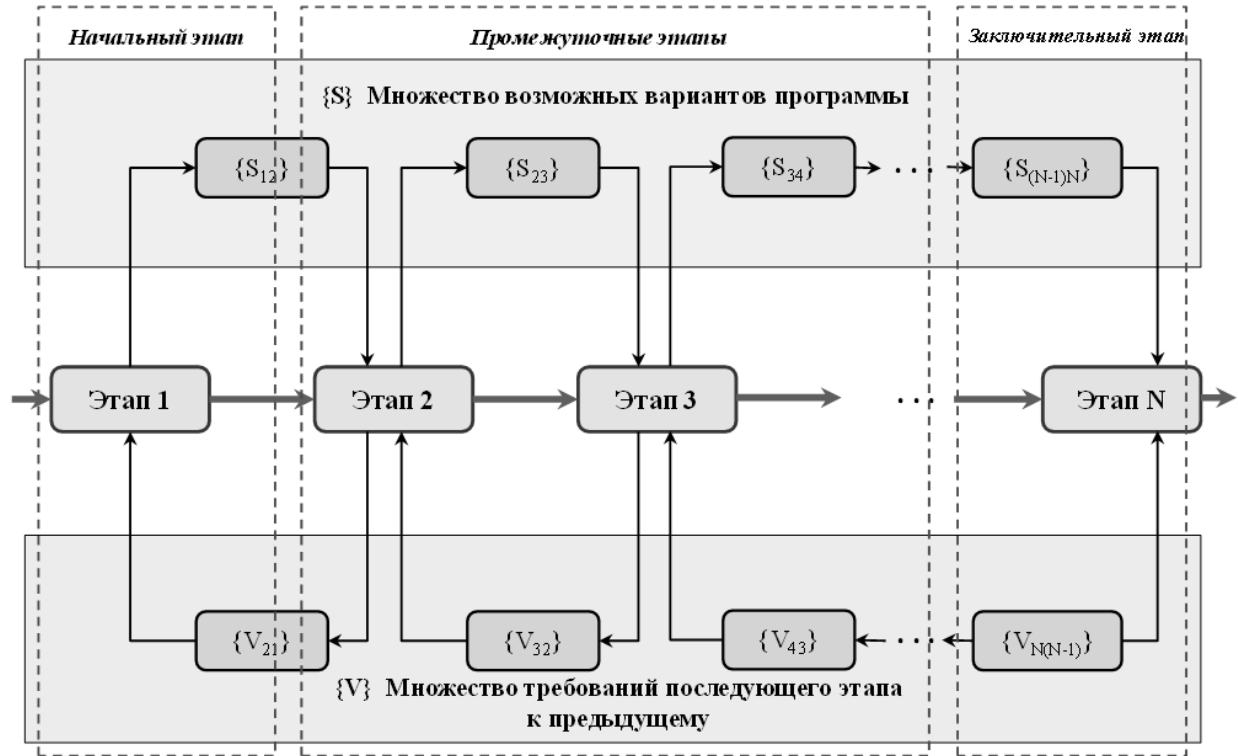 Начальный этап
Промежуточные этапы
Заключительный этап
{S} Множество возможных вариантов программы
{S₁₂}
{S₂₃}
{S₃₄}
. . .
{S₍N-1₎N}
Этап 1
Этап 2
Этап 3
. . .
Этап N
{V₂₁}
{V₃₂}
{V₄₃}
. . .
{V_N(N-1)}
{V} Множество требований последующего этапа
к предыдущему